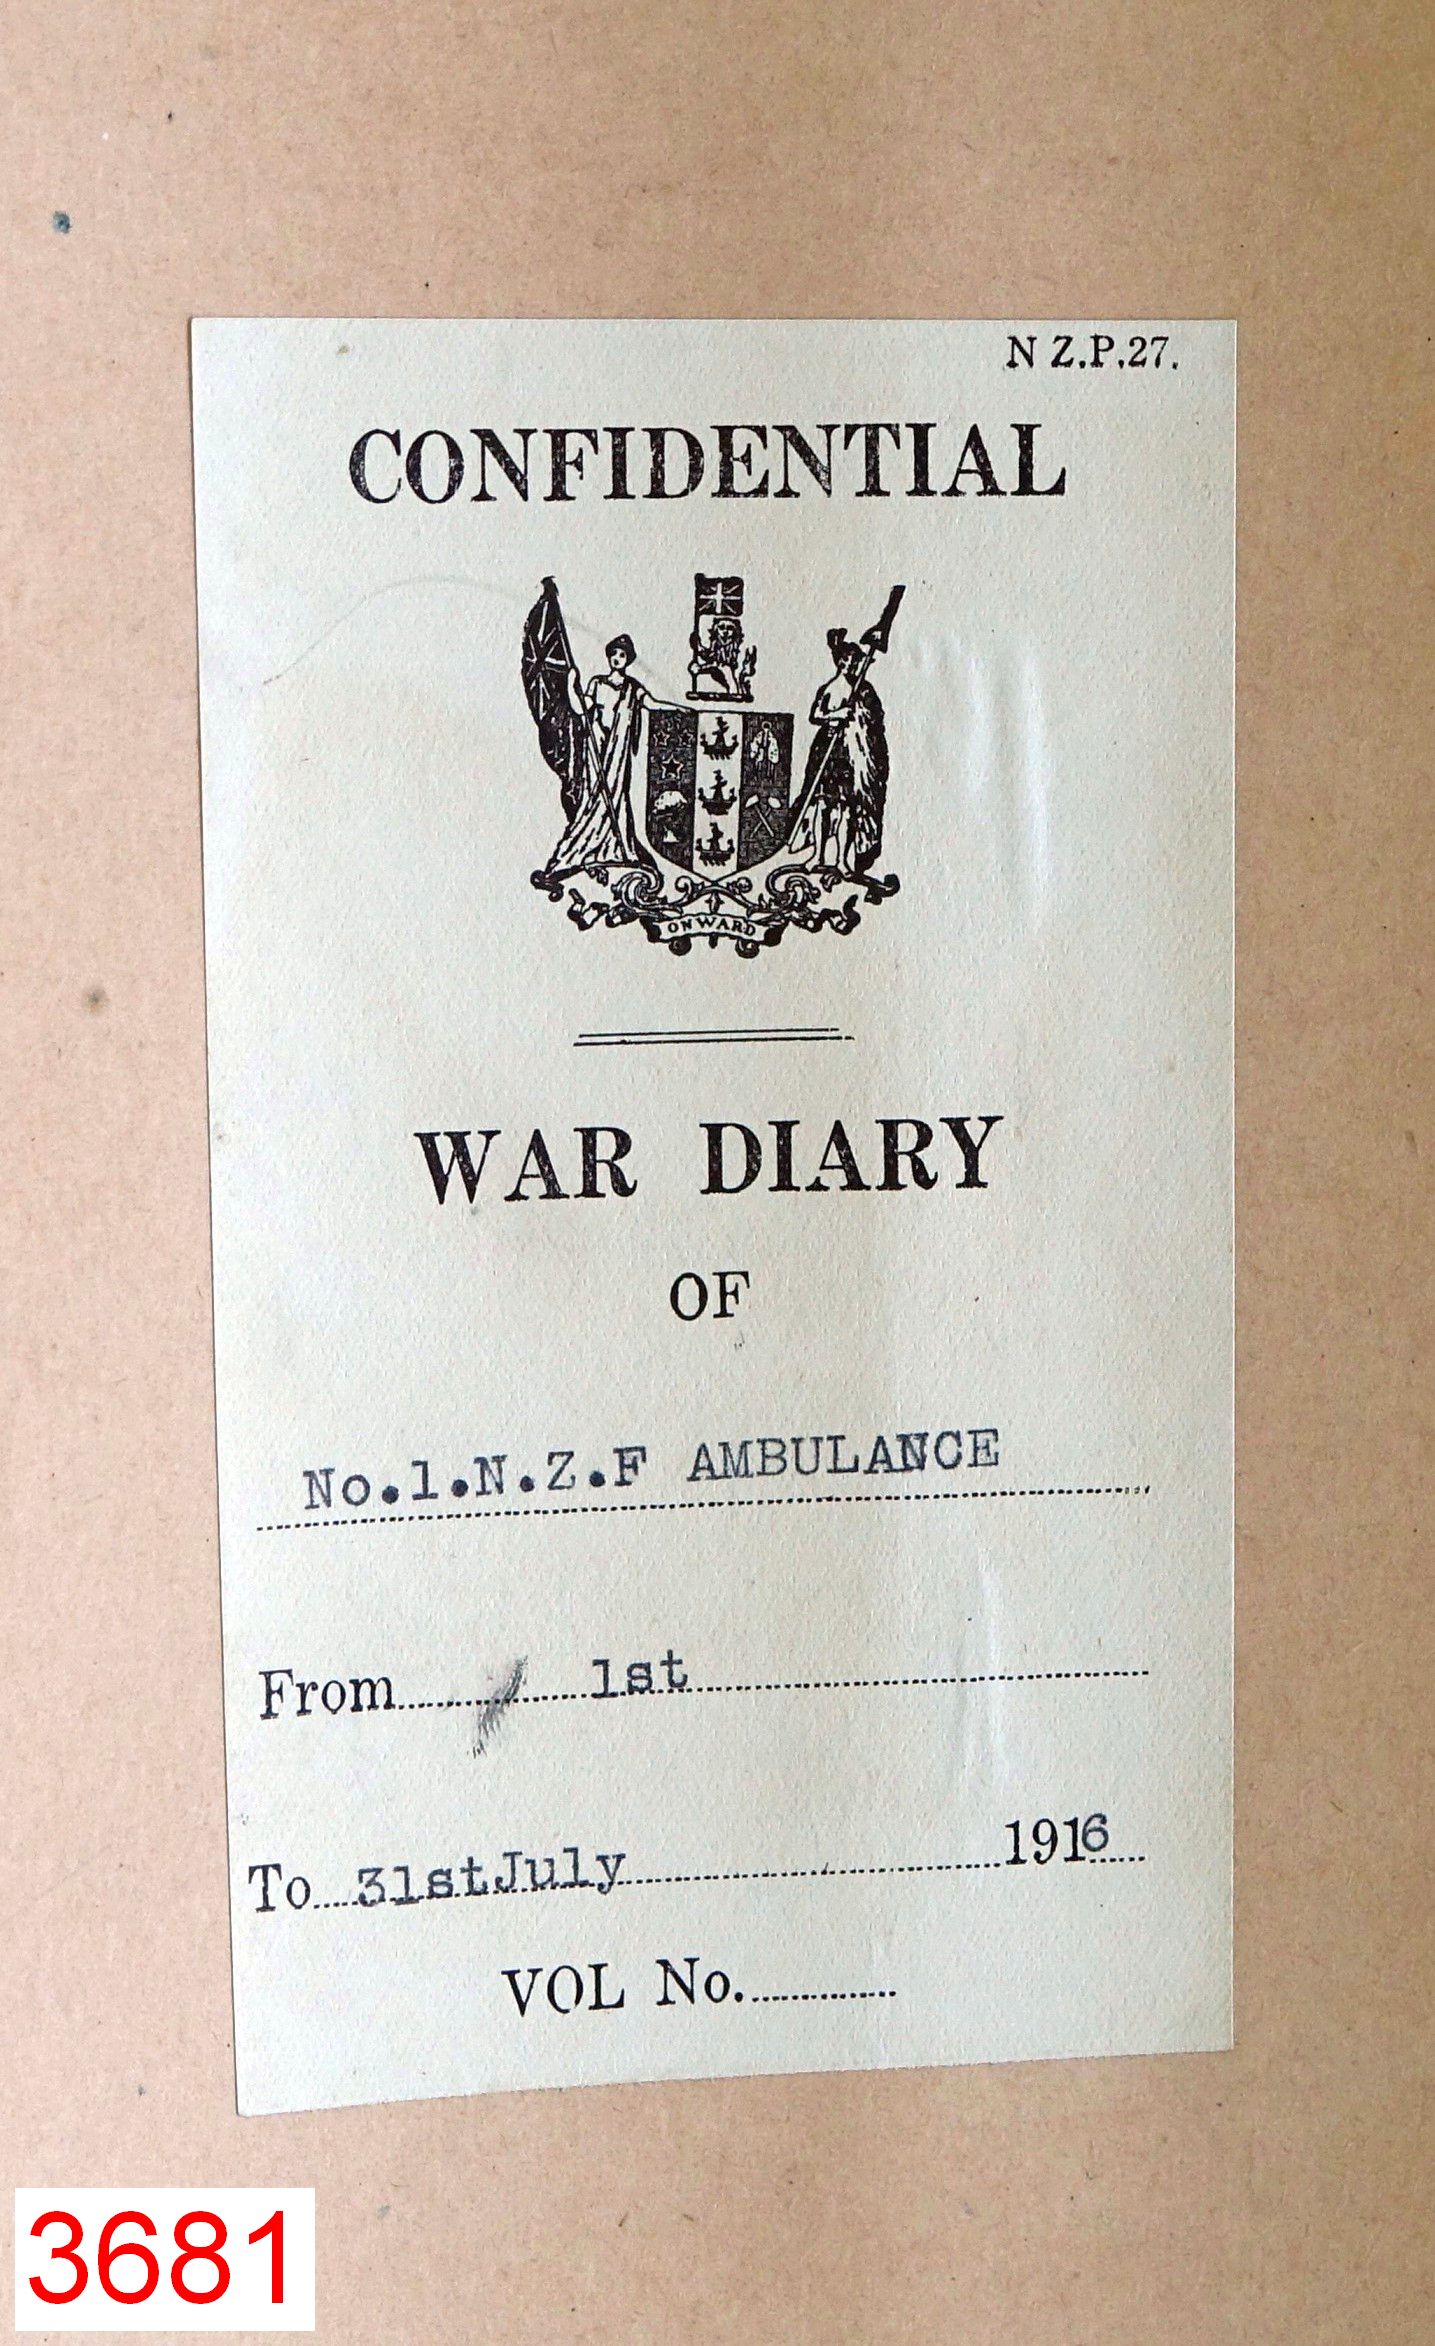 N Z.P.27.
CONFIDENTIAL
ONWARD
WAR DIARY
OF
No.1.N.Z.F AMBULANCE
From 1st
To 31stJuly 1916
VOL No.
3681